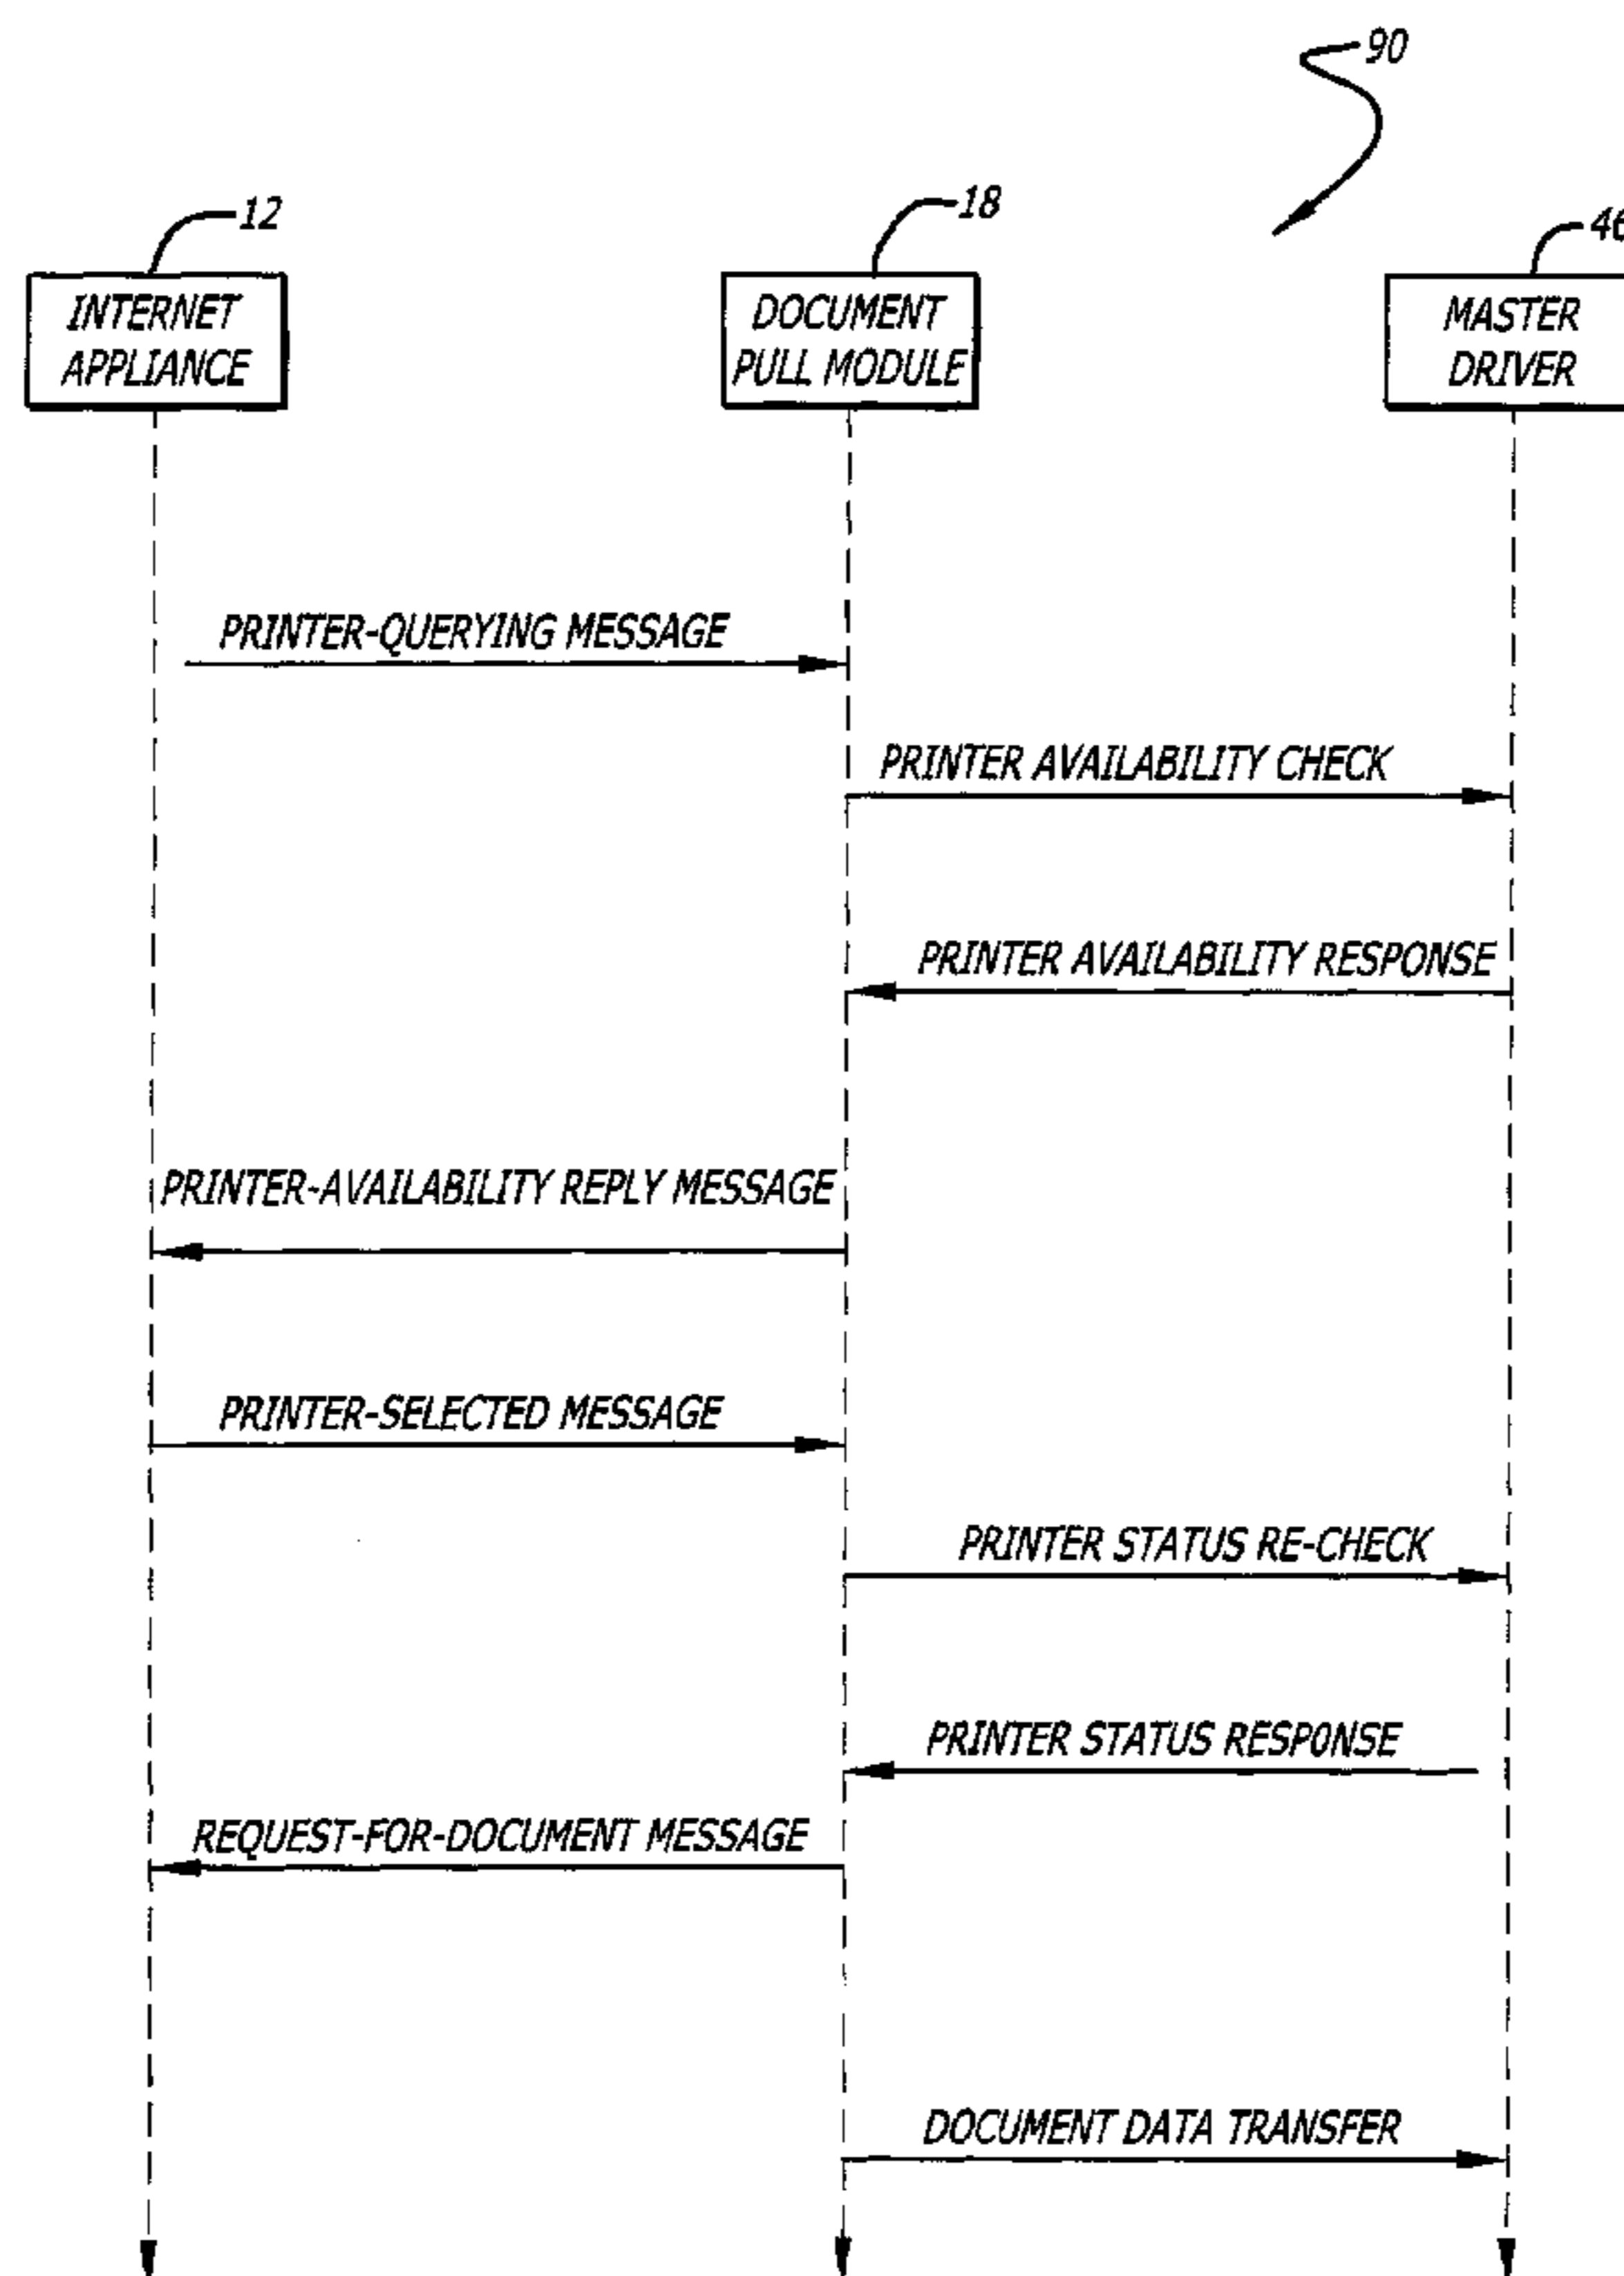 90
12
18
46
INTERNET
APPLIANCE
DOCUMENT
PULL MODULE
MASTER
DRIVER
PRINTER-QUERYING MESSAGE
PRINTER AVAILABILITY CHECK
PRINTER AVAILABILITY RESPONSE
PRINTER-AVAILABILITY REPLY MESSAGE
PRINTER-SELECTED MESSAGE
PRINTER STATUS RE-CHECK
PRINTER STATUS RESPONSE
REQUEST-FOR-DOCUMENT MESSAGE
DOCUMENT DATA TRANSFER